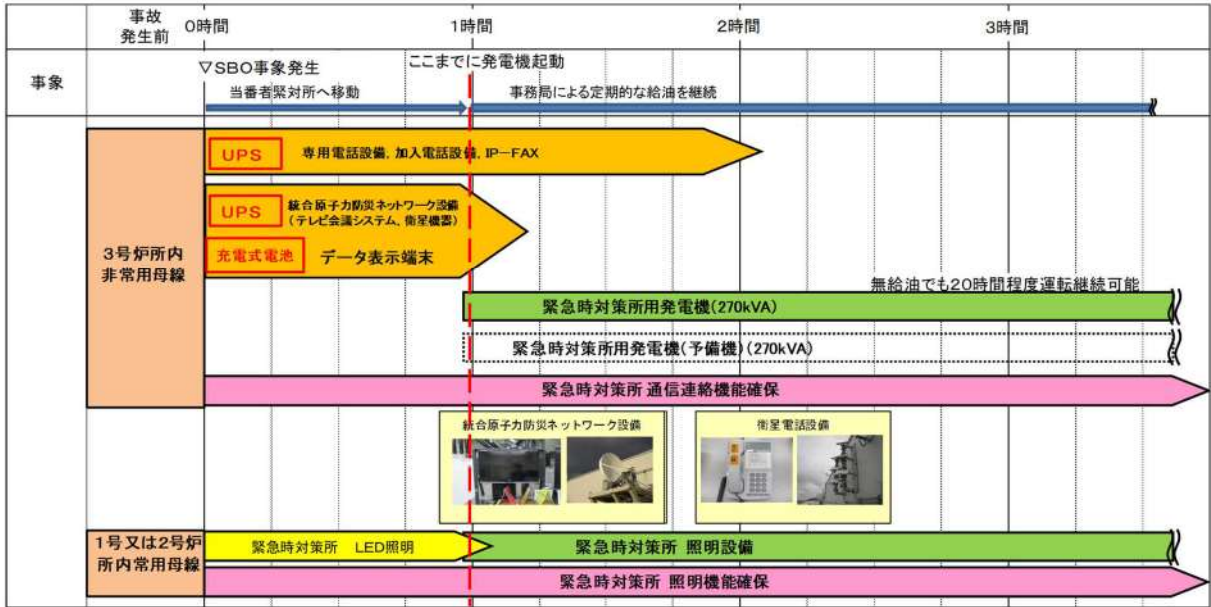 事故
発生前
0時間
1時間
2時間
3時間
事象
▽SBO事象発生
ここまでに発電機起動
当番者緊対所へ移動
事務局による定期的な給油を継続
3号炉所内
非常用母線
UPS
専用電話設備, 加入電話設備, IP－FAX
UPS
統合原子力防災ネットワーク設備
（テレビ会議システム、衛星機器）
充電式電池
データ表示端末
無給油でも20時間程度運転継続可能
緊急時対策所用発電機(270kVA)
緊急時対策所用発電機(予備機)(270kVA)
緊急時対策所 通信連絡機能確保
統合原子力防災ネットワーク設備
衛星電話設備
1号又は2号炉
所内常用母線
緊急時対策所 LED照明
緊急時対策所 照明設備
緊急時対策所 照明機能確保